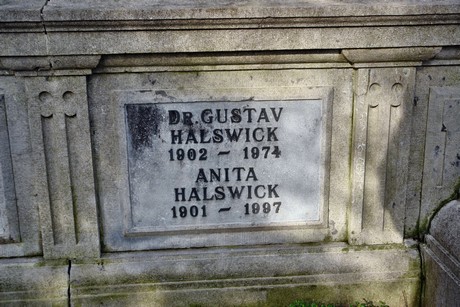 DR. GUSTAV
HALSWICK
1902 - 1974
ANITA
HALSWICK
1901 - 1997